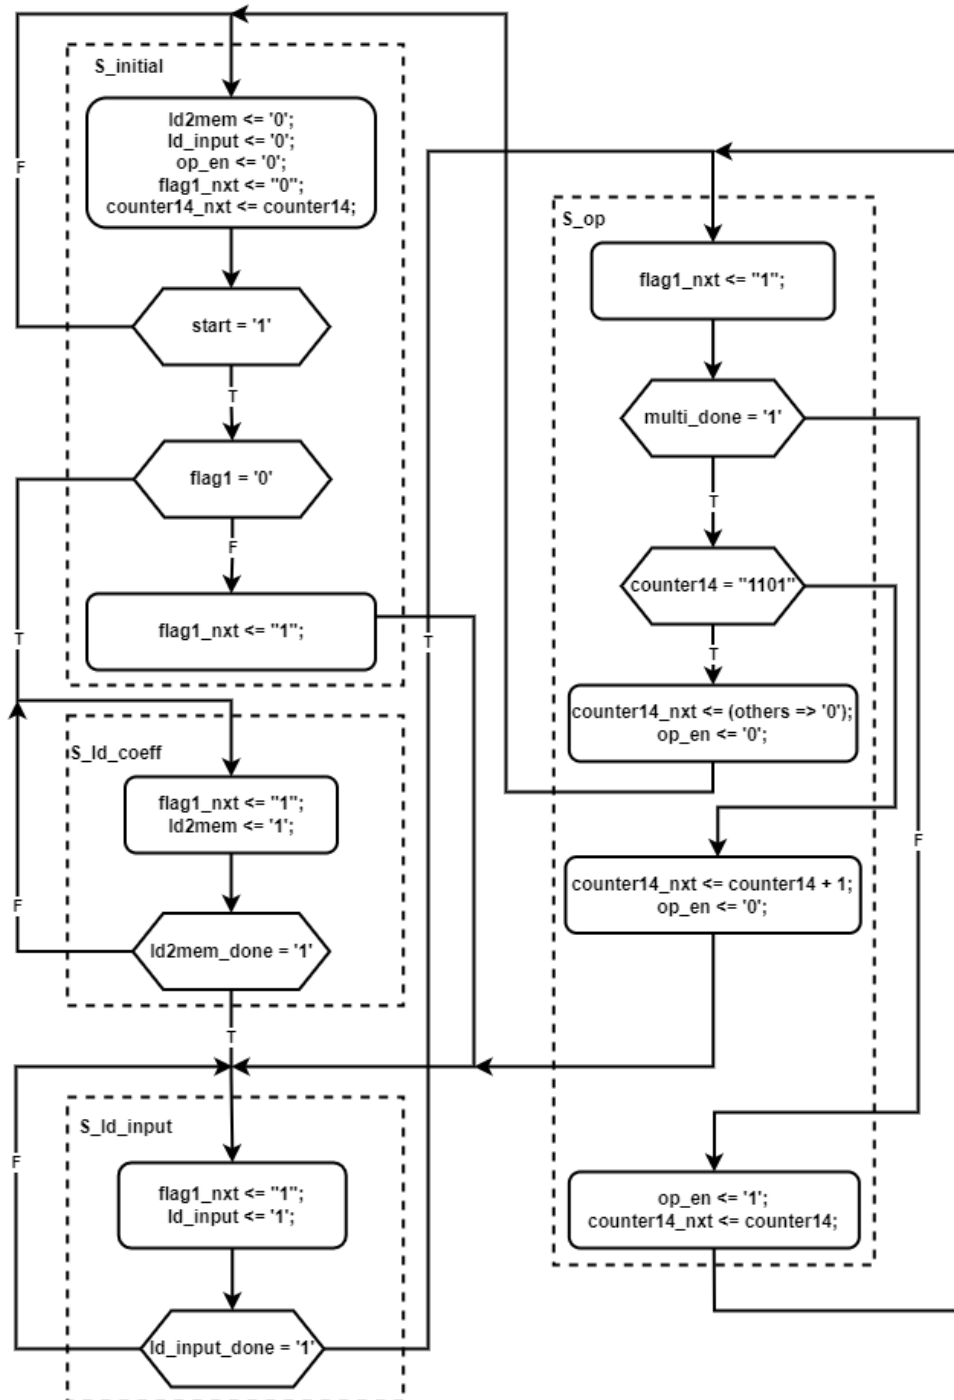 S_initial
ld2mem <= '0';
ld_input <= '0';
op_en <= '0';
flag1_nxt <= "0";
counter14_nxt <= counter14;
F
start = '1'
T
flag1 = '0'
F
flag1_nxt <= "1";
T
S_ld_coeff
flag1_nxt <= "1";
ld2mem <= '1';
F
ld2mem_done = '1'
T
S_ld_input
F
flag1_nxt <= "1";
ld_input <= '1';
ld_input_done = '1'
T
S_op
flag1_nxt <= "1";
multi_done = '1'
T
counter14 = "1101"
T
counter14_nxt <= (others => '0');
op_en <= '0';
F
counter14_nxt <= counter14 + 1;
op_en <= '0';
op_en <= '1';
counter14_nxt <= counter14;